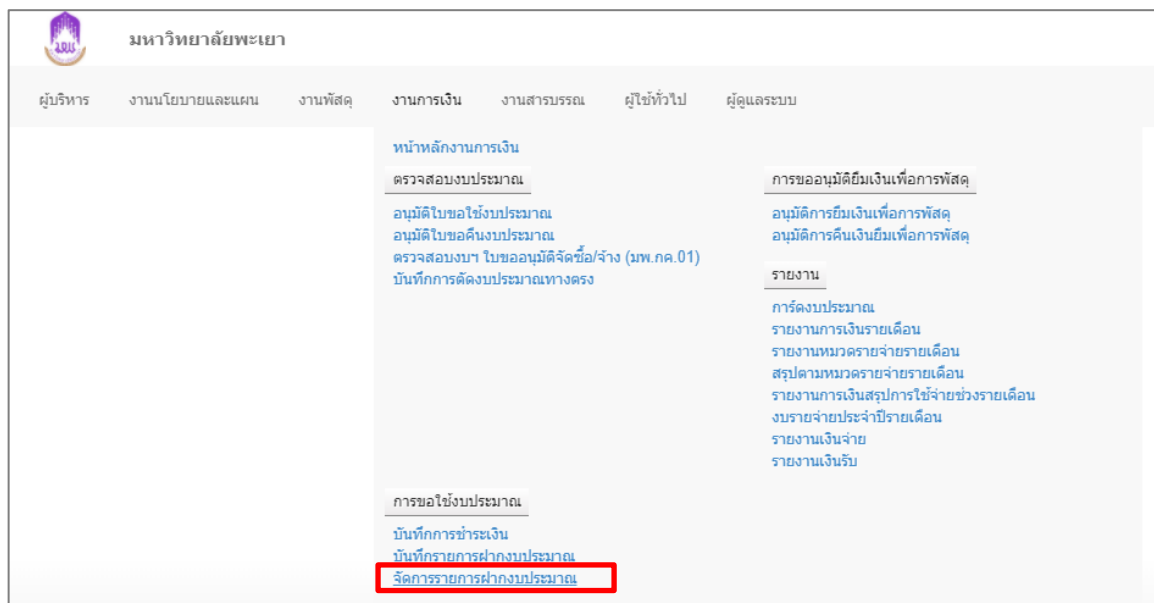 มพย
มหาวิทยาลัยพะเยา
ผู้บริหาร งานนโยบายและแผน งานพัสดุ งานการเงิน งานสารบรรณ ผู้ใช้ทั่วไป ผู้ดูแลระบบ
หน้าหลักงานการเงิน
ตรวจสอบงบประมาณ
อนุมัติใบขอใช้งบประมาณ
อนุมัติใบขอคืนงบประมาณ
ตรวจสอบงบฯ ใบขออนุมัติจัดซื้อ/จ้าง (มพ.กค.01)
บันทึกการตัดงบประมาณทางตรง
การขออนุมัติยืมเงินเพื่อการพัสดุ
อนุมัติการยืมเงินเพื่อการพัสดุ
อนุมัติการคืนเงินยืมเพื่อการพัสดุ
รายงาน
การ์ดงบประมาณ
รายงานการเงินรายเดือน
รายงานหมวดรายจ่ายรายเดือน
สรุปตามหมวดรายจ่ายรายเดือน
รายงานการเงินสรุปการใช้จ่ายช่วงรายเดือน
งบรายจ่ายประจำปีรายเดือน
รายงานเงินจ่าย
รายงานเงินรับ
การขอใช้งบประมาณ
บันทึกการชำระเงิน
บันทึกรายการฝากงบประมาณ
จัดการรายการฝากงบประมาณ